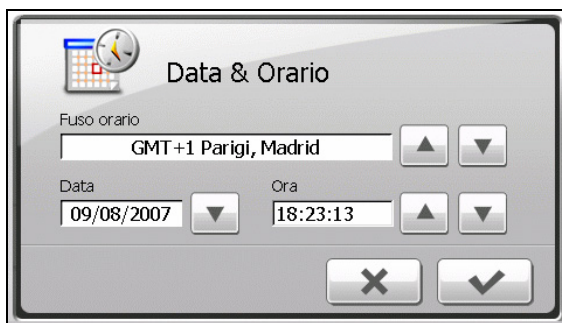 Data & Orario
Fuso orario
GMT+1 Parigi, Madrid
Data Ora
09/08/2007 18:23:13